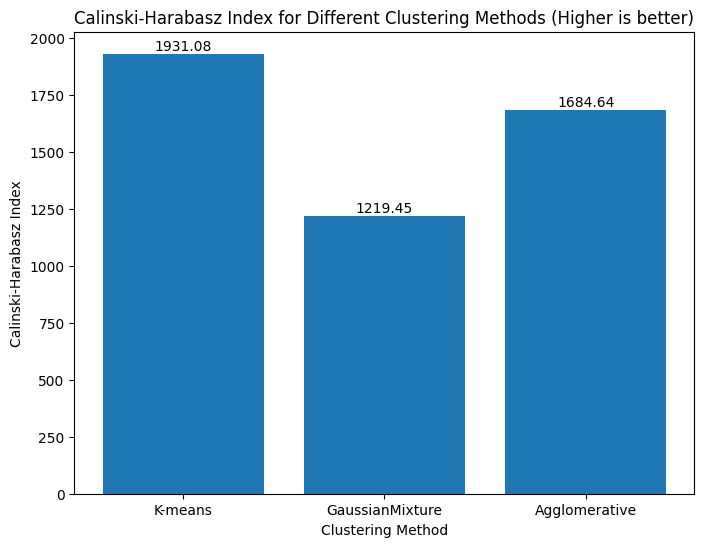 Calinski-Harabasz Index for Different Clustering Methods (Higher is better)
2000
1750
1500
1250
1000
750
500
250
0
Calinski-Harabasz Index
1931.08
1219.45
1684.64
K-means
GaussianMixture
Agglomerative
Clustering Method